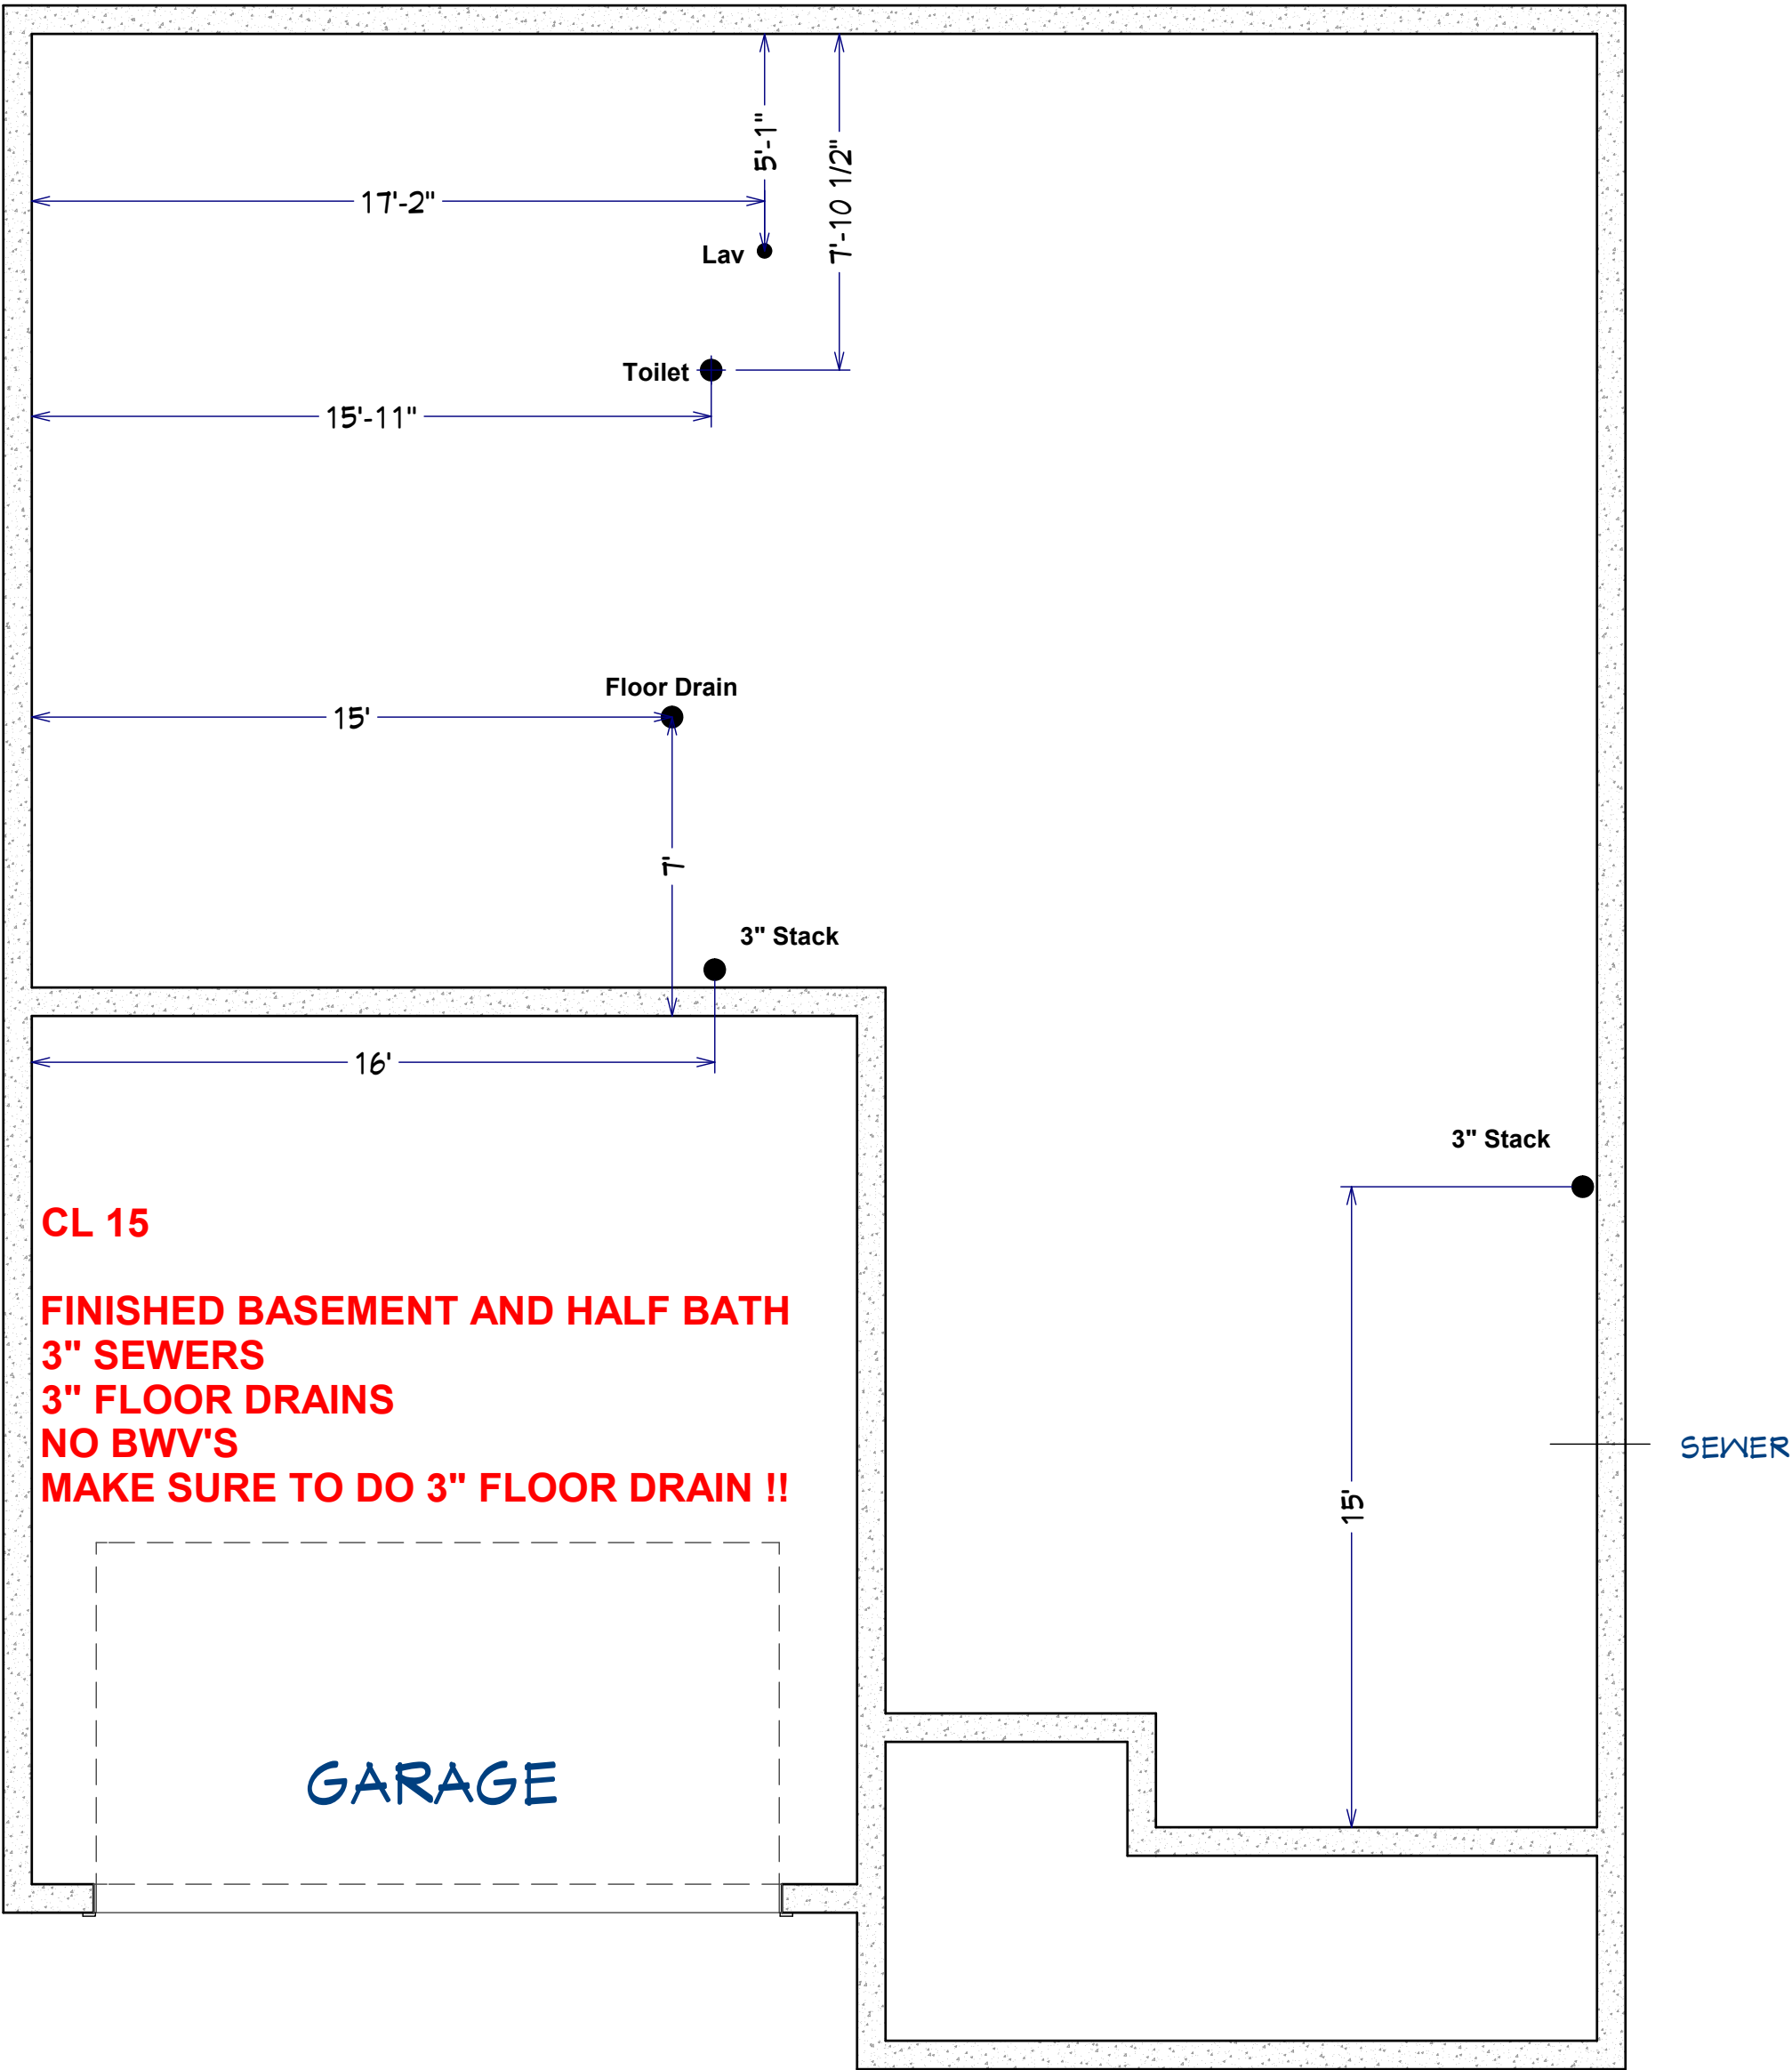 5'-1"
7'-10 1/2"
17'-2"
Lav
Toilet
15'-11"
Floor Drain
15'
7'
3" Stack
16'
3" Stack
CL 15
FINISHED BASEMENT AND HALF BATH
3" SEWERS
3" FLOOR DRAINS
NO BWV'S
MAKE SURE TO DO 3" FLOOR DRAIN !!
SEWER
15'
GARAGE